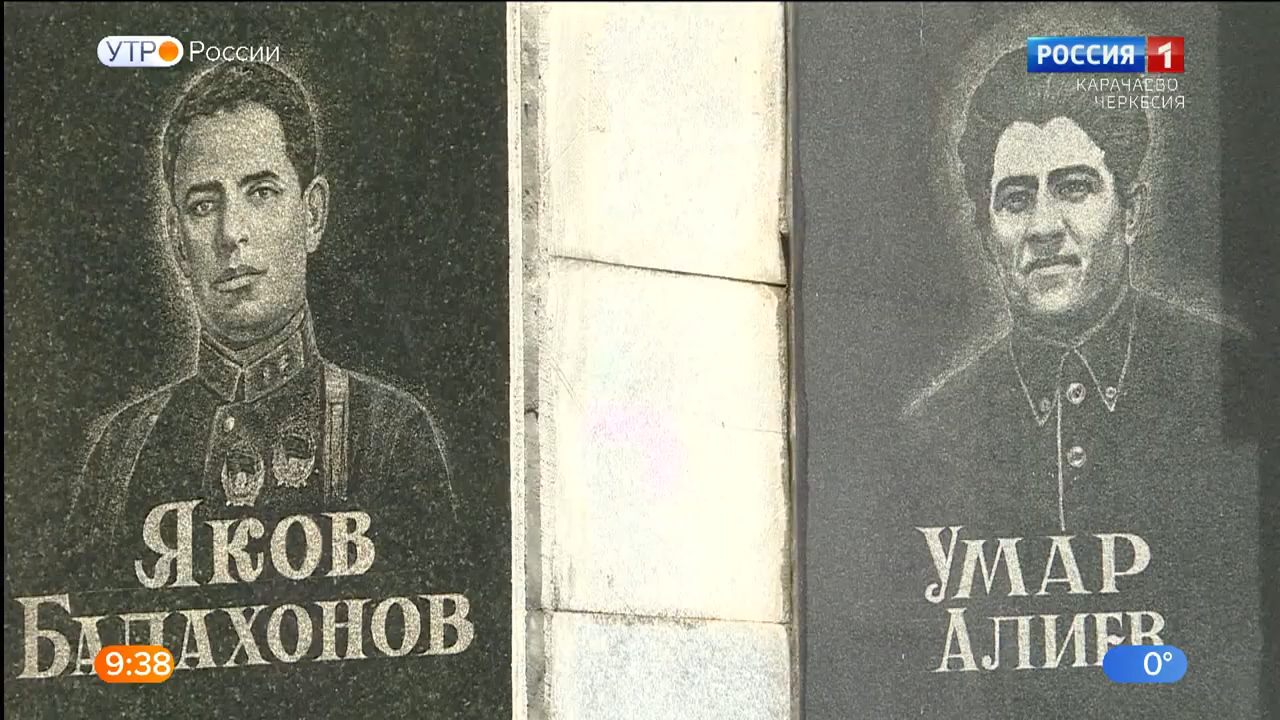 УТРО России
РОССИЯ 1
КАРАЧАЕВО
ЧЕРКЕСИЯ
ЯКОВ
БАЛАХОНОВ
УМАР
АЛИЕВ
9:38
0°